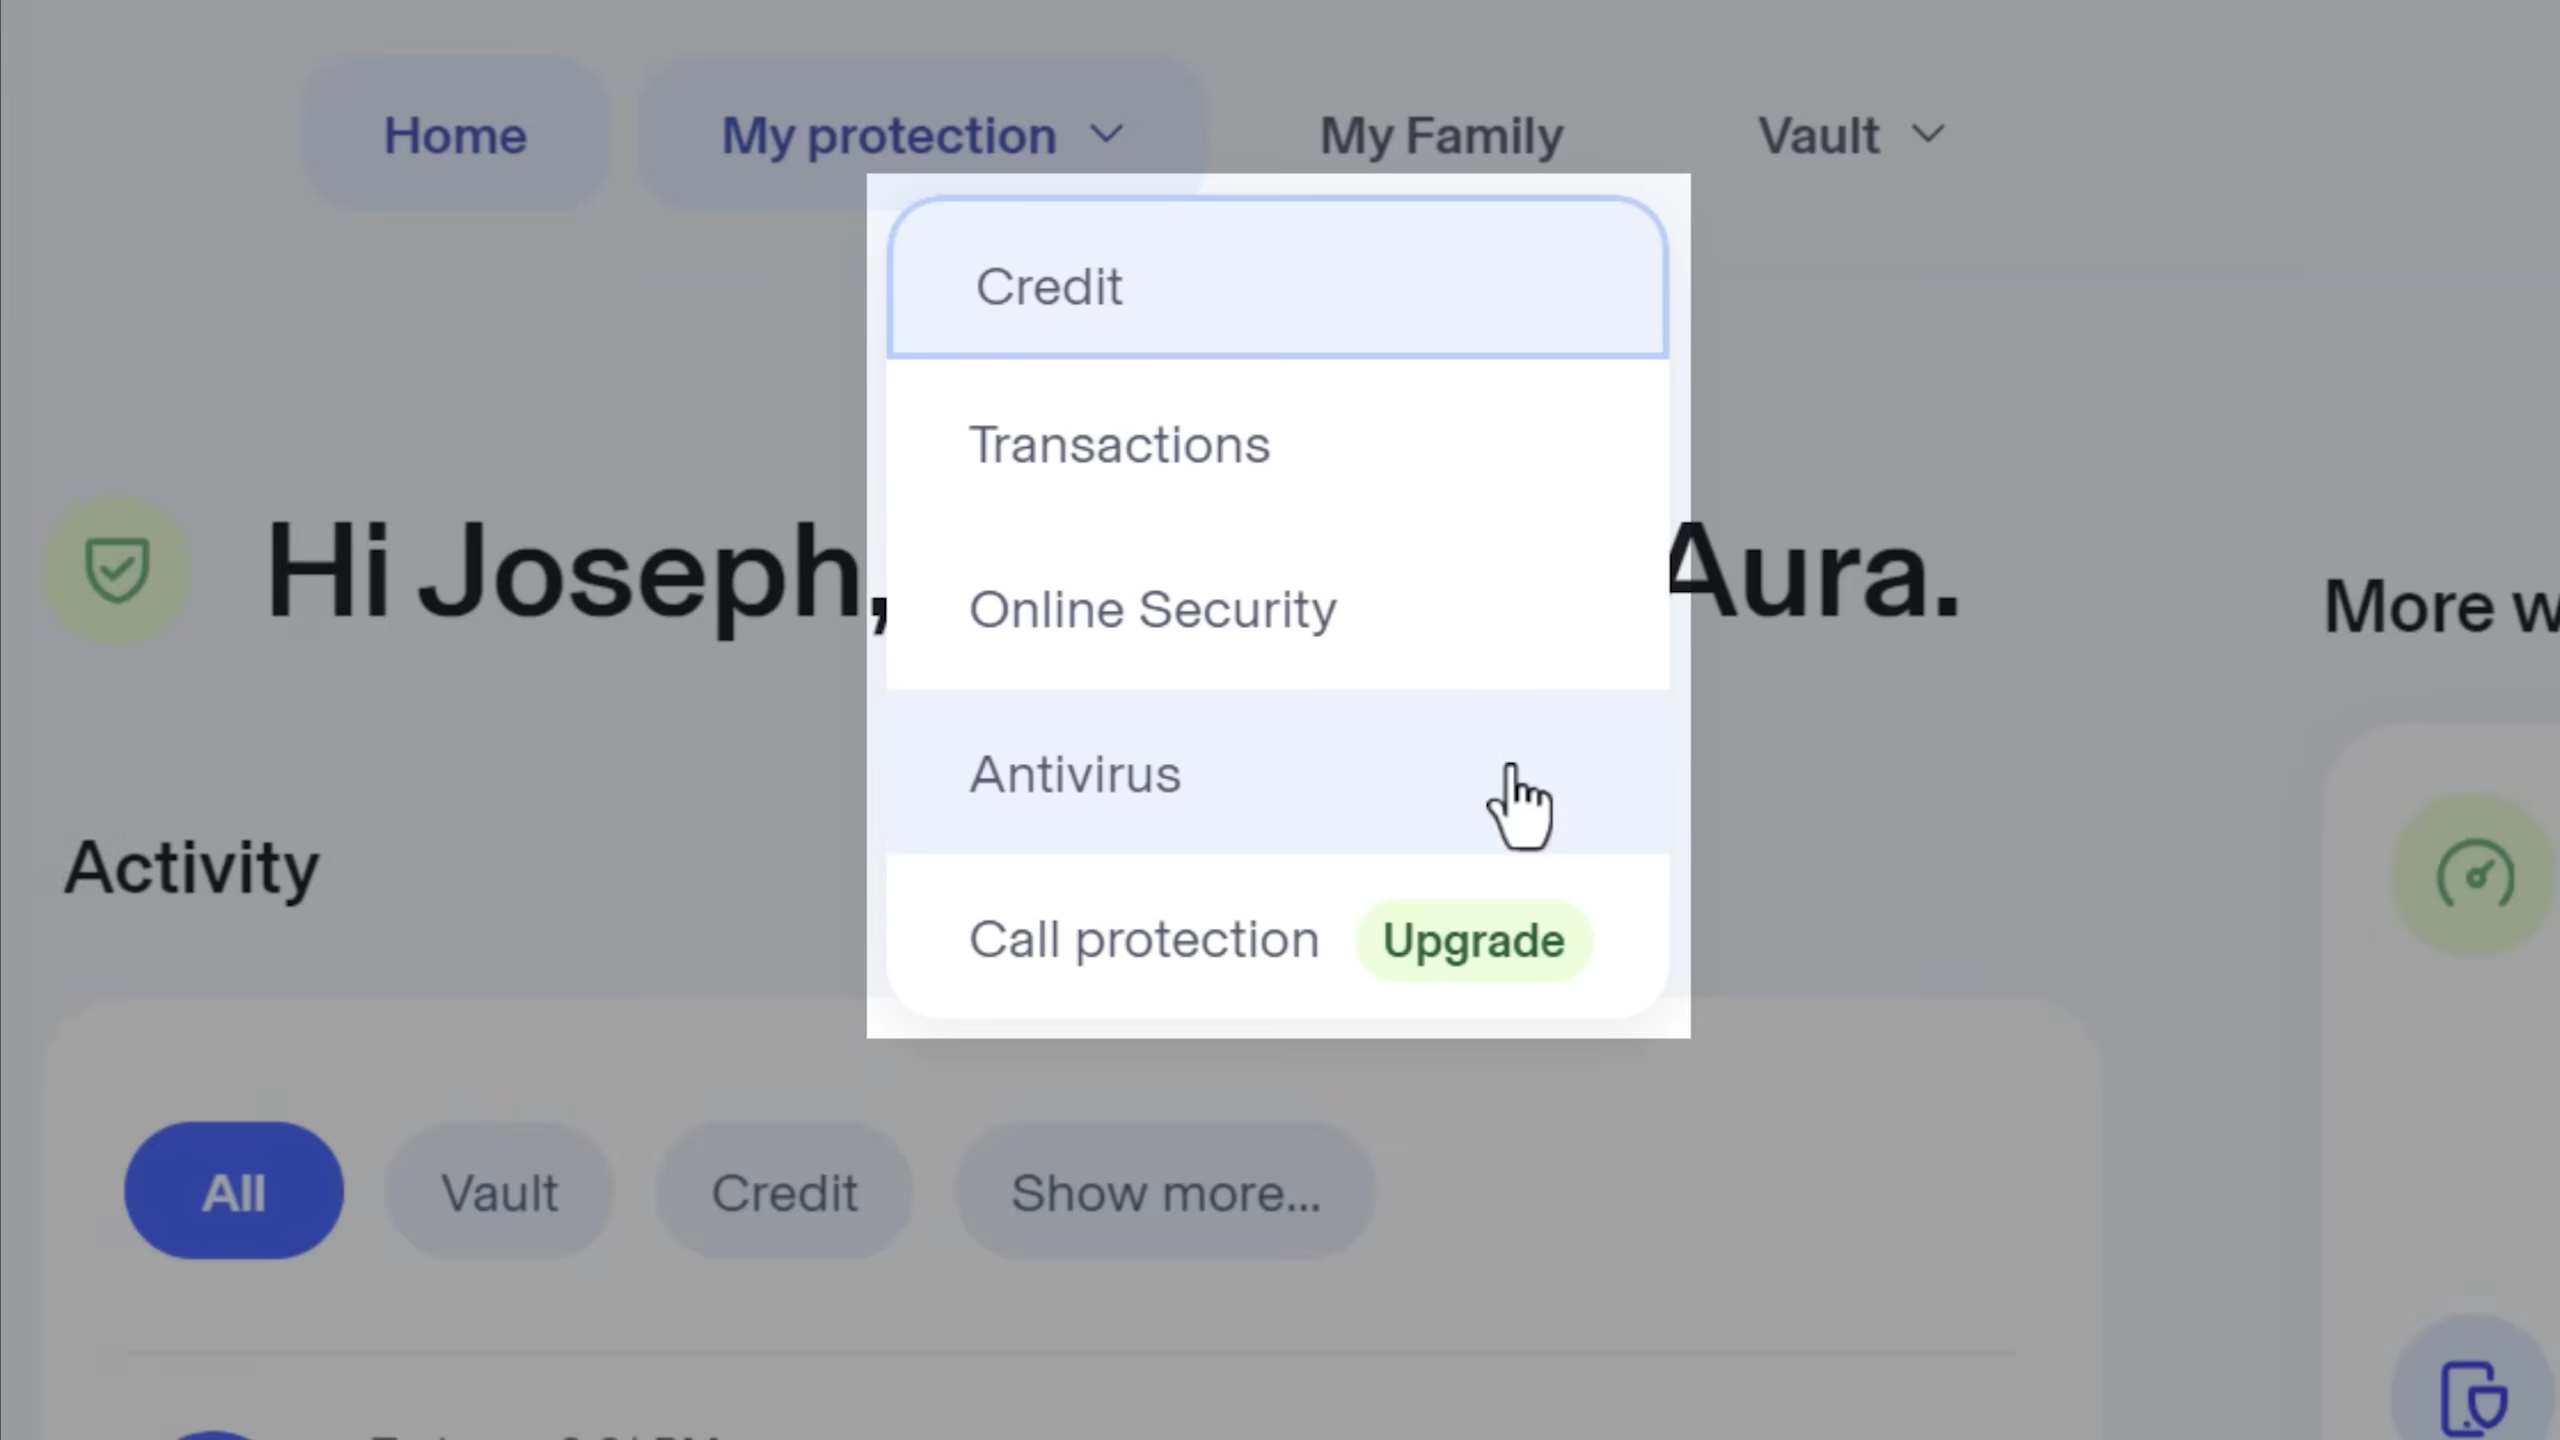 Home
My protection
My Family
Vault
Credit
Transactions
Hi Joseph,
Aura.
Online Security
More
Antivirus
Activity
Call protection
Upgrade
All
Vault
Credit
Show more...